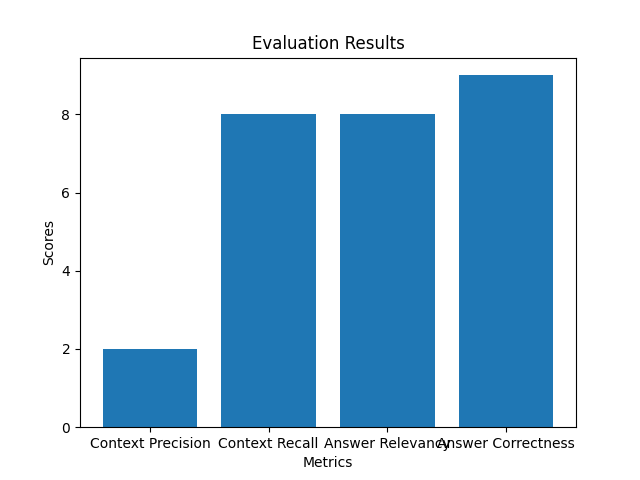 Evaluation Results
Scores
8
6
4
2
0
Context Precision
Context Recall
Answer Relevancy
Answer Correctness
Metrics